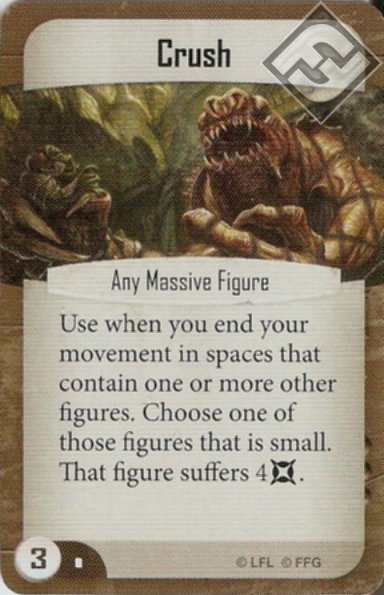 Crush
Any Massive Figure
Use when you end your
movement in spaces that
contain one or more other
figures. Choose one of
those figures that is small.
That figure suffers 4.
3
© LFL © FFG